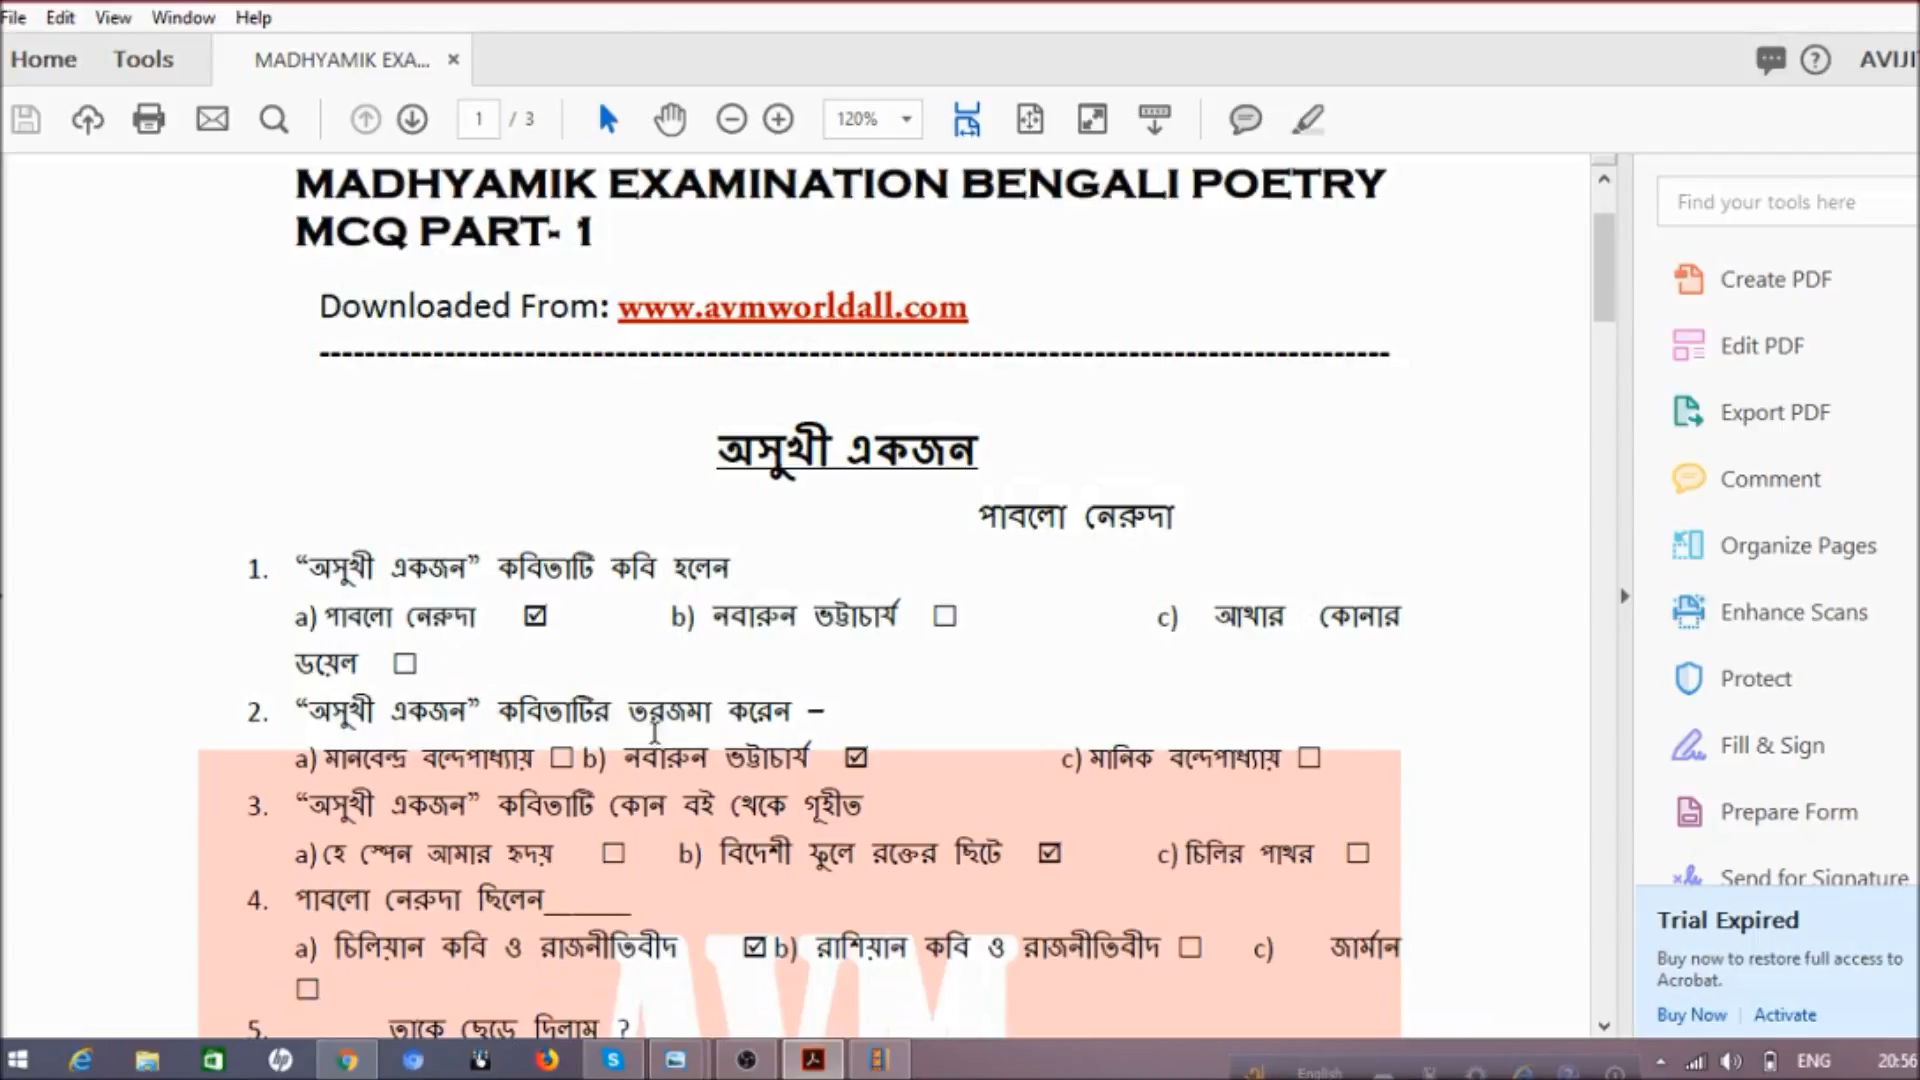 File Edit View Window Help
Home Tools MADHYAMIK EXA... × AVIJI
1 / 3 120%
MADHYAMIK EXAMINATION BENGALI POETRY
MCQ PART- 1
Find your tools here
Downloaded From: www.avmworldall.com
অসুখী একজন
পাবলো নেরুদা
1. “অসুখী একজন” কবিতাটি কবি হলেন
a) পাবলো নেরুদা ☑ b) নবারুন ভট্টাচার্য ☐ c) আথার কোনার
ডয়েল ☐
2. “অসুখী একজন” কবিতাটির তরজমা করেন –
a) মানবেন্দ্র বন্দেপাধ্যায় ☐ b) নবারুন ভট্টাচার্য ☑ c) মানিক বন্দেপাধ্যায় ☐
3. “অসুখী একজন” কবিতাটি কোন বই থেকে গৃহীত
a) হে স্পেন আমার হৃদয় ☐ b) বিদেশী ফুলে রক্তের ছিটে ☑ c) চিলির পাথর ☐
4. পাবলো নেরুদা ছিলেন______
a) চিলিয়ান কবি ও রাজনীতিবীদ ☑ b) রাশিয়ান কবি ও রাজনীতিবীদ ☐ c) জার্মান
☐
5. তাকে ছেড়ে দিলাম ?
AVM
Create PDF
Edit PDF
Export PDF
Comment
Organize Pages
Enhance Scans
Protect
Fill & Sign
Prepare Form
Send for Signature
Trial Expired
Buy now to restore full access to
Acrobat.
Buy Now | Activate
English
ENG 20:56